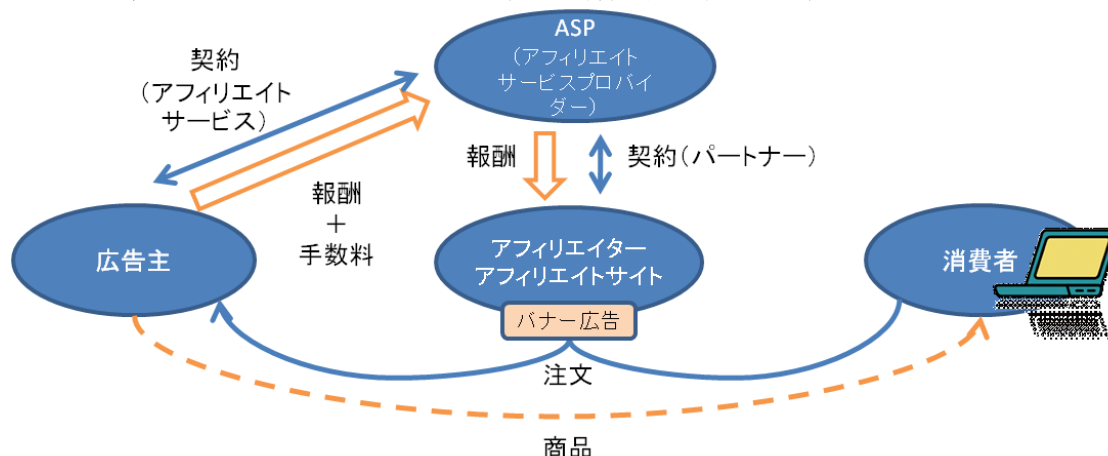 ASP
（アフィリエイト
サービスプロバイ
ダー）
契約
（アフィリエイト
サービス）
報酬
契約（パートナー）
報酬
＋
手数料
広告主
アフィリエイター
アフィリエイトサイト
消費者
バナー広告
注文
商品